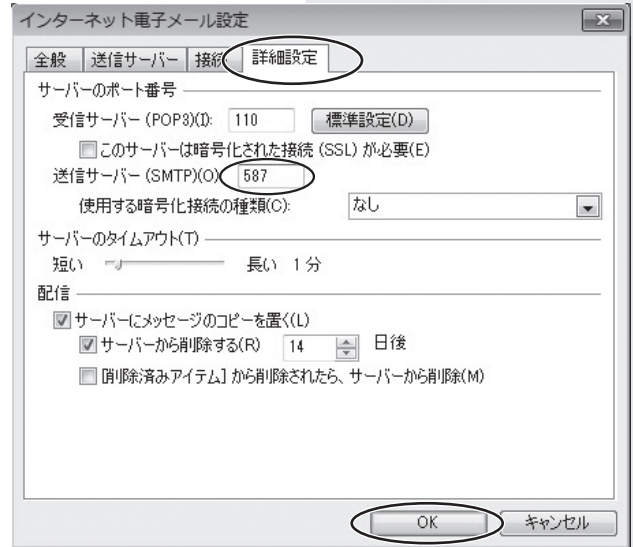 インターネット電子メール設定
全般 送信サーバー 接続 詳細設定
サーバーのポート番号
受信サーバー (POP3)(I): 110 標準設定(D)
このサーバーは暗号化された接続 (SSL) が必要(E)
送信サーバー (SMTP)(O) 587
使用する暗号化接続の種類(C): なし
サーバーのタイムアウト(T)
短い 長い 1 分
配信
サーバーにメッセージのコピーを置く(L)
サーバーから削除する(R) 14 日後
[削除済みアイテム] から削除されたら、サーバーから削除(M)
OK キャンセル